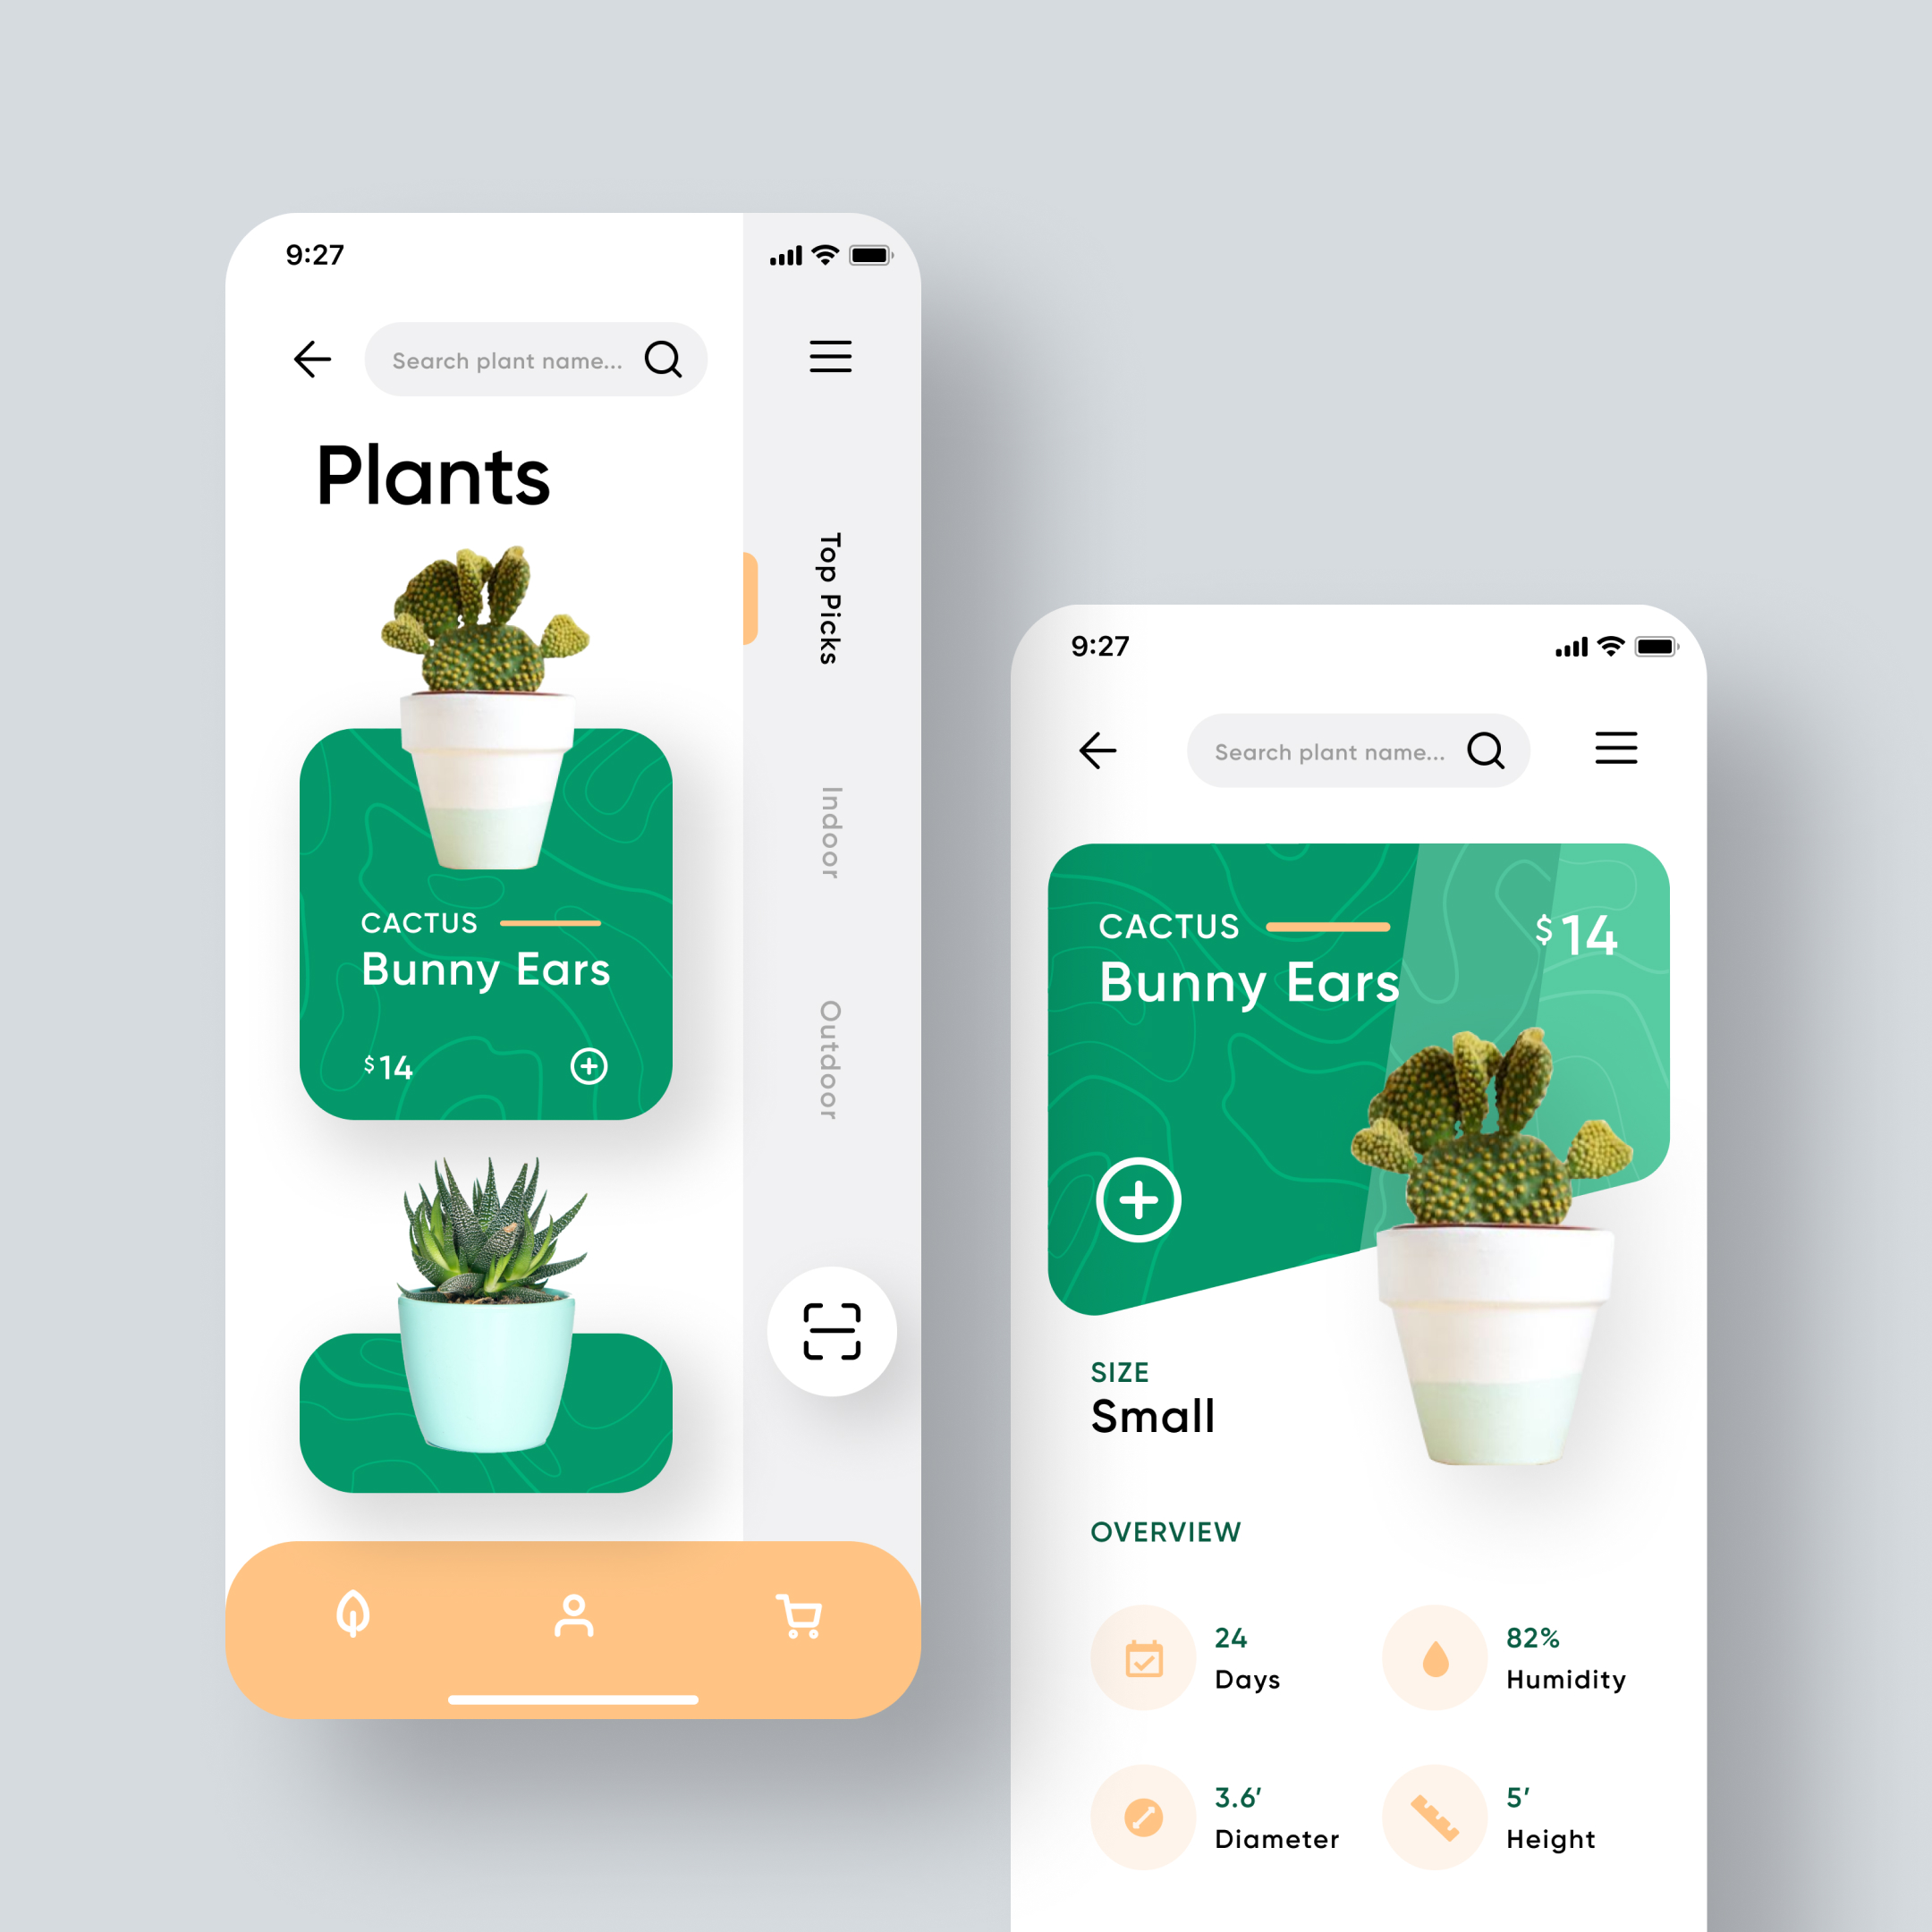 9:27
Search plant name...
Plants
Top Picks
Indoor
Outdoor
CACTUS
Bunny Ears
$14
9:27
Search plant name...
CACTUS
Bunny Ears
$14
SIZE
Small
OVERVIEW
24
Days
82%
Humidity
3.6′
Diameter
5′
Height